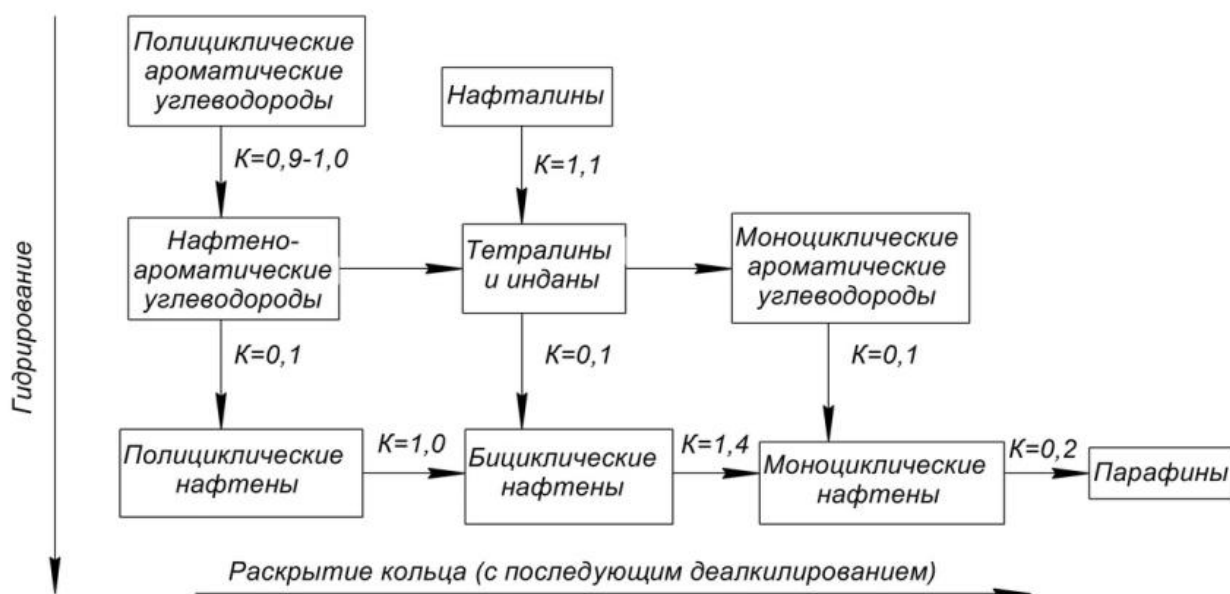 Полициклические
ароматические
углеводороды
Нафталины
К=0,9-1,0
К=1,1
Нафтено-
ароматические
углеводороды
Тетралины
и инданы
Моноциклические
ароматические
углеводороды
К=0,1
К=0,1
К=0,1
Гидрирование
Полициклические
нафтены
К=1,0
Бициклические
нафтены
К=1,4
Моноциклические
нафтены
К=0,2
Парафины
Раскрытие кольца (с последующим деалкилированием)